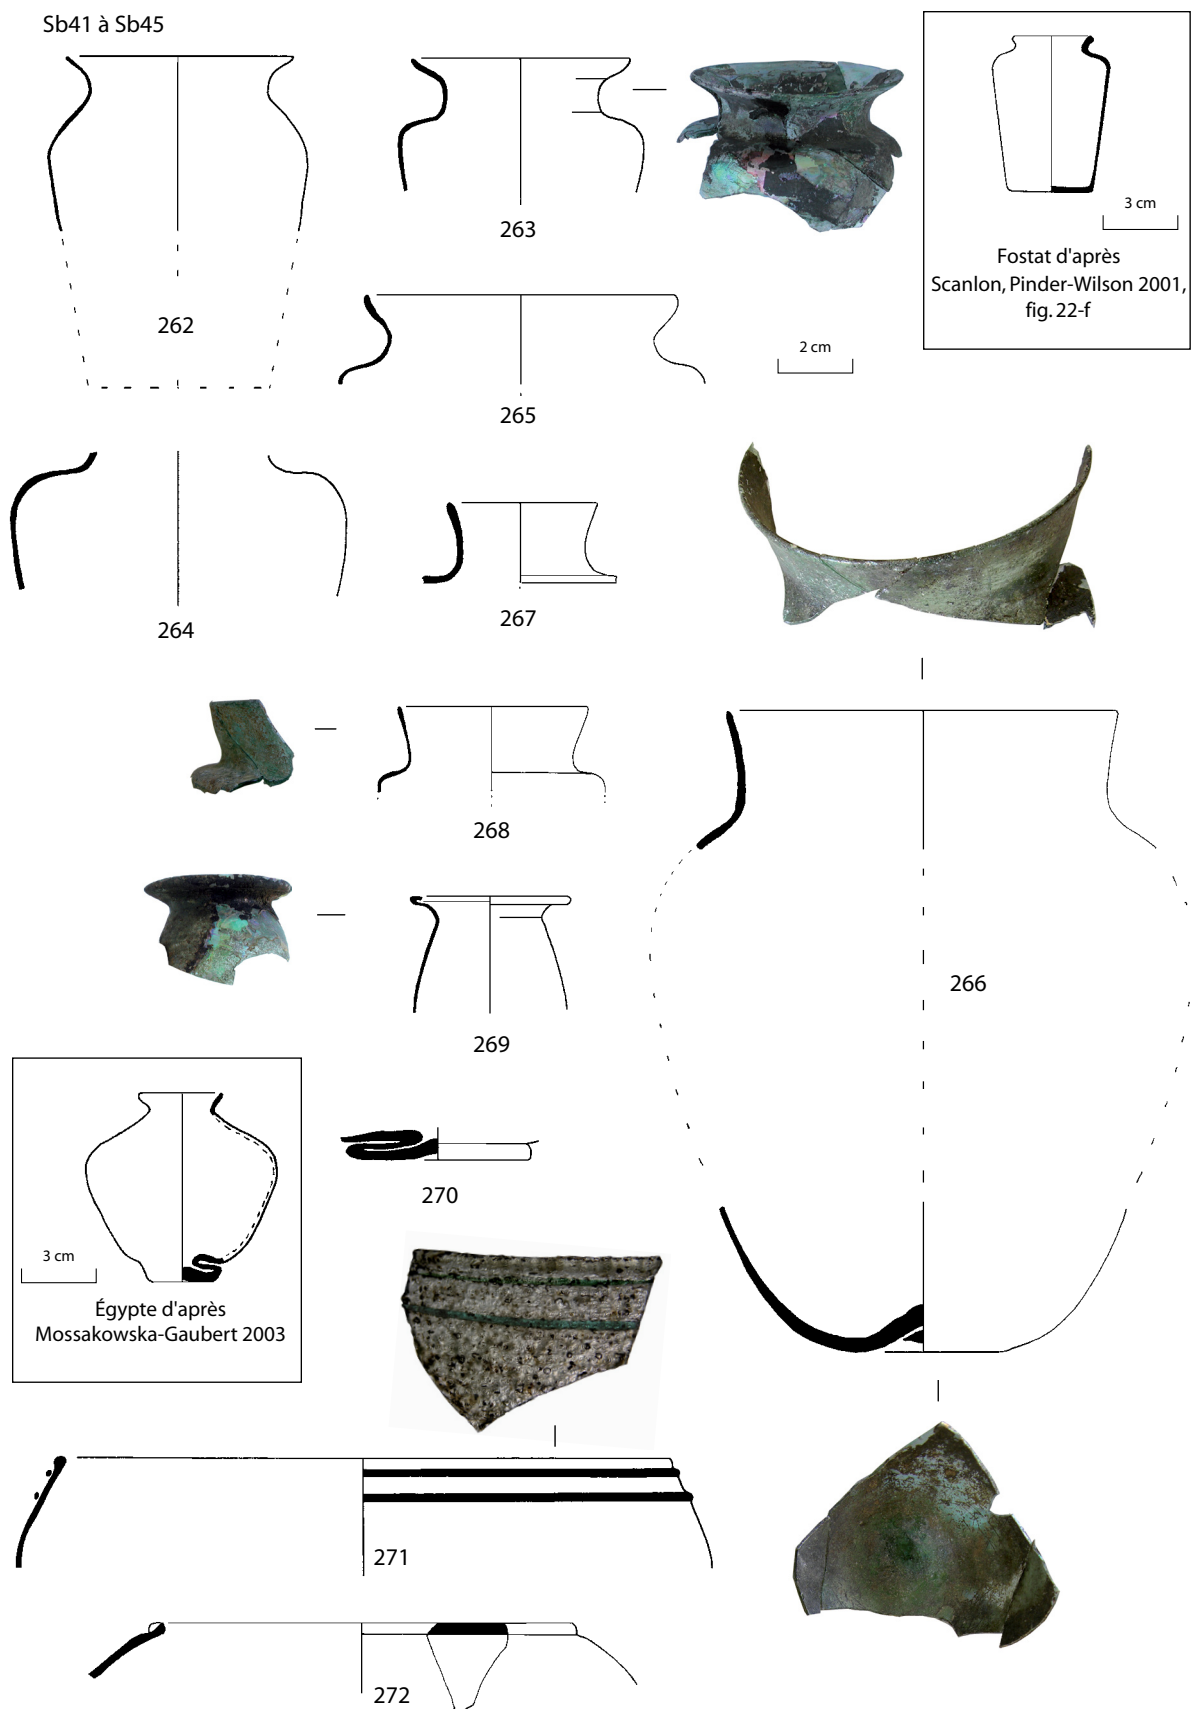 Sb41 à Sb45
262
263
3 cm
Fostat d'après
Scanlon, Pinder-Wilson 2001,
fig. 22-f
265
2 cm
264
267
268
266
269
270
3 cm
Égypte d'après
Mossakowska-Gaubert 2003
271
272